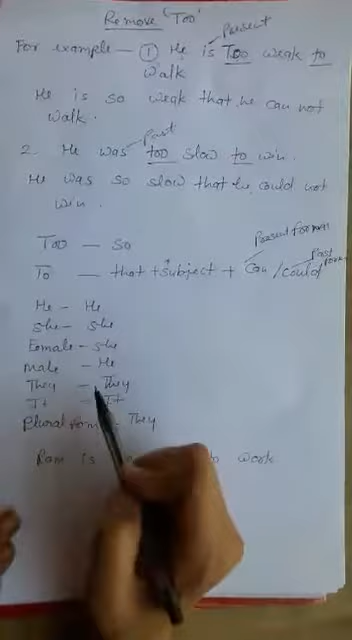 Remove 'Too'
Present
For example - ① He is Too weak to
walk
He is so weak that he can not
walk.
Past
2. He was too slow to win.
He was so slow that he could not
win.
Too - so
Present form
To - that + subject + Can / could
Past form
He - He
She - she
Female - she
Male - He
They - They
It - It
Plural form - They
Ram is to work